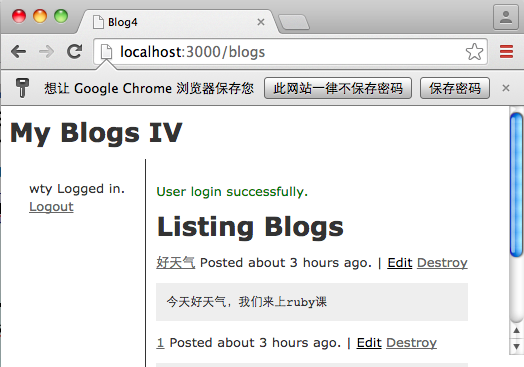 Blog4
localhost:3000/blogs
想让 Google Chrome 浏览器保存您 此网站一律不保存密码 保存密码
My Blogs IV
wty Logged in.
Logout
User login successfully.
Listing Blogs
好天气 Posted about 3 hours ago. | Edit Destroy
今天好天气，我们来上ruby课
1 Posted about 3 hours ago. | Edit Destroy